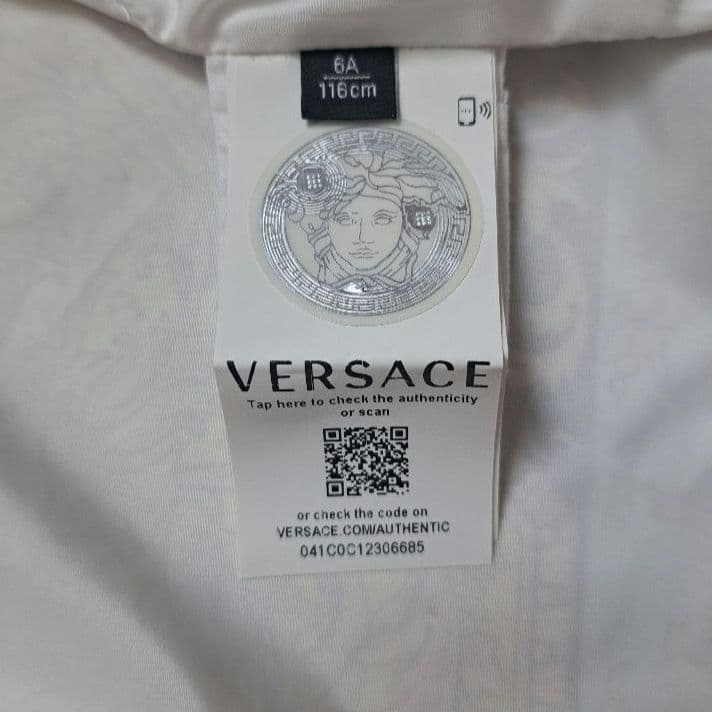 6A
116cm
VERSACE
Tap here to check the authenticity
or scan
or check the code on
VERSACE.COM/AUTHENTIC
041C0C12306685